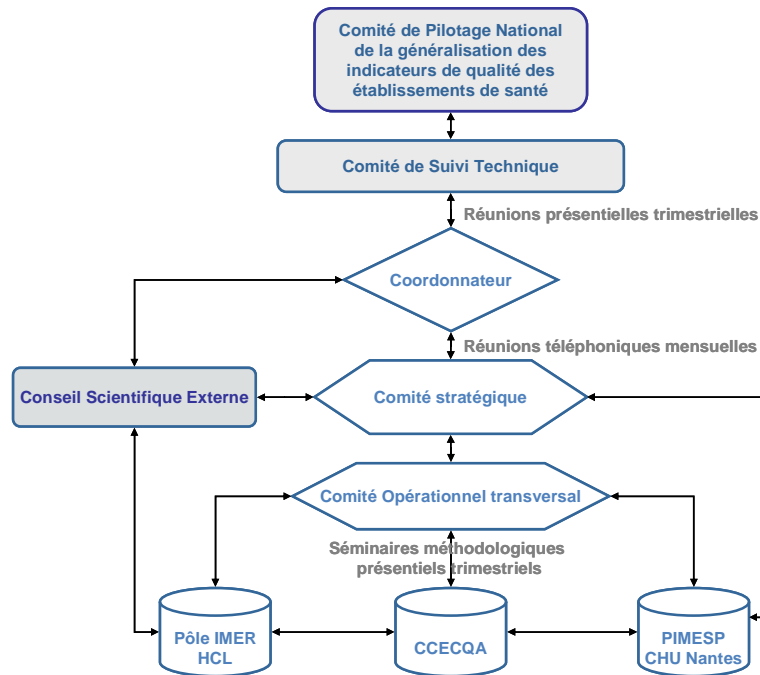 Comité de Pilotage National
de la généralisation des
indicateurs de qualité des
établissements de santé
Comité de Suivi Technique
Réunions présentielles trimestrielles
Coordonnateur
Réunions téléphoniques mensuelles
Conseil Scientifique Externe
Comité stratégique
Comité Opérationnel transversal
Séminaires méthodologiques
présentiels trimestriels
Pôle IMER
HCL
CCECQA
PIMESP
CHU Nantes